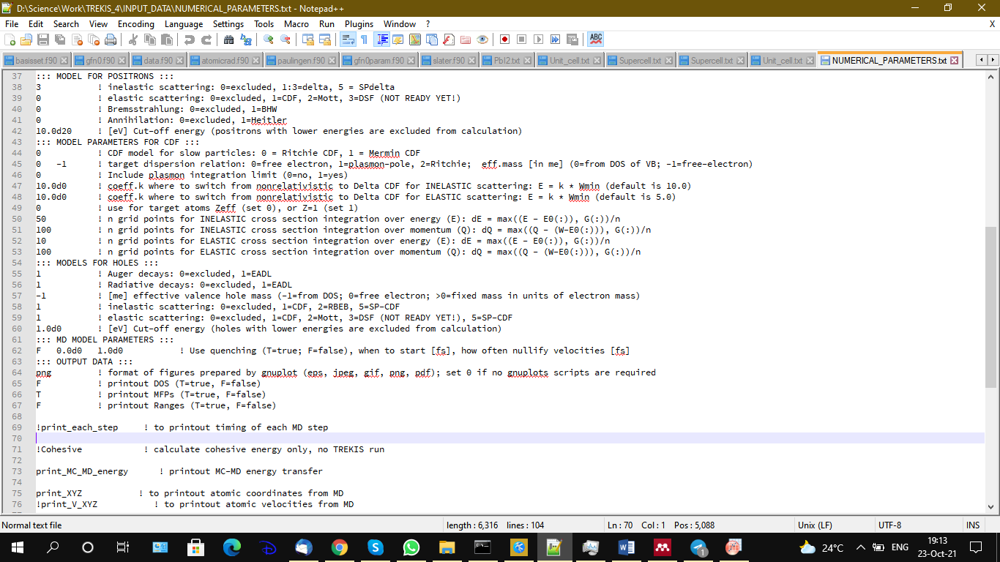 D:\Science\Work\TREKIS_4\INPUT_DATA\NUMERICAL_PARAMETERS.txt - Notepad++
File Edit Search View Encoding Language Settings Tools Macro Run Plugins Window ? X
basisset.f90 gfn0.f90 data.f90 atomicrad.f90 paulingen.f90 gfn0param.f90 slater.f90 PbI2.txt Unit_cell.txt Supercell.txt Supercell.txt Unit_cell.txt NUMERICAL_PARAMETERS.txt
37 ::: MODEL FOR POSITRONS :::
38 3 ! inelastic scattering: 0=excluded, 1:3=delta, 5 = SPdelta
39 0 ! elastic scattering: 0=excluded, 1=CDF, 2=Mott, 3=DSF (NOT READY YET!)
40 0 ! Bremsstrahlung: 0=excluded, 1=BHW
41 0 ! Annihilation: 0=excluded, 1=Heitler
42 10.0d20 ! [eV] Cut-off energy (positrons with lower energies are excluded from calculation)
43 ::: MODEL PARAMETERS FOR CDF :::
44 0 ! CDF model for slow particles: 0 = Ritchie CDF, 1 = Mermin CDF
45 0 -1 ! target dispersion relation: 0=free electron, 1=plasmon-pole, 2=Ritchie; eff.mass [in me] (0=from DOS of VB; -1=free-electron)
46 0 ! Include plasmon integration limit (0=no, 1=yes)
47 10.0d0 ! coeff.k where to switch from nonrelativistic to Delta CDF for INELASTIC scattering: E = k * Wmin (default is 10.0)
48 10.0d0 ! coeff.k where to switch from nonrelativistic to Delta CDF for ELASTIC scattering: E = k * Wmin (default is 5.0)
49 0 ! use for target atoms Zeff (set 0), or Z=1 (set 1)
50 50 ! n grid points for INELASTIC cross section integration over energy (E): dE = max((E - E0(:)), G(:))/n
51 100 ! n grid points for INELASTIC cross section integration over momentum (Q): dQ = max((Q - (W-E0(:))), G(:))/n
52 10 ! n grid points for ELASTIC cross section integration over energy (E): dE = max((E - E0(:)), G(:))/n
53 100 ! n grid points for ELASTIC cross section integration over momentum (Q): dQ = max((Q - (W-E0(:))), G(:))/n
54 ::: MODELS FOR HOLES :::
55 1 ! Auger decays: 0=excluded, 1=EADL
56 1 ! Radiative decays: 0=excluded, 1=EADL
57 -1 ! [me] effective valence hole mass (-1=from DOS; 0=free electron; >0=fixed mass in units of electron mass)
58 1 ! inelastic scattering: 0=excluded, 1=CDF, 2=RBEB, 5=SP-CDF
59 1 ! elastic scattering: 0=excluded, 1=CDF, 2=Mott, 3=DSF (NOT READY YET!), 5=SP-CDF
60 1.0d0 ! [eV] Cut-off energy (holes with lower energies are excluded from calculation)
61 ::: MD MODEL PARAMETERS :::
62 F 0.0d0 1.0d0 ! Use quenching (T=true; F=false), when to start [fs], how often nullify velocities [fs]
63 ::: OUTPUT DATA :::
64 png ! format of figures prepared by gnuplot (eps, jpeg, gif, png, pdf); set 0 if no gnuplots scripts are required
65 F ! printout DOS (T=true, F=false)
66 T ! printout MFPs (T=true, F=false)
67 F ! printout Ranges (T=true, F=false)
68
69 !print_each_step ! to printout timing of each MD step
70
71 !Cohesive ! calculate cohesive energy only, no TREKIS run
72
73 print_MC_MD_energy ! printout MC-MD energy transfer
74
75 print_XYZ ! to printout atomic coordinates from MD
76 !print_V_XYZ ! to printout atomic velocities from MD
Normal text file length : 6,316 lines : 104 Ln : 70 Col : 1 Pos : 5,088 Unix (LF) UTF-8 INS
24°C ENG 19:13
23-Oct-21